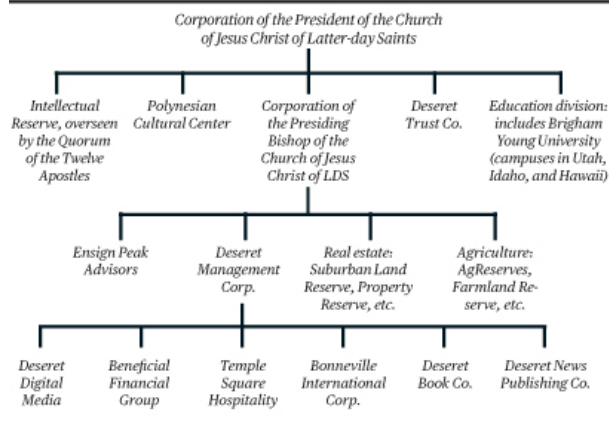 Corporation of the President of the Church
of Jesus Christ of Latter-day Saints
Intellectual
Reserve, overseen
by the Quorum
of the Twelve
Apostles
Polynesian
Cultural Center
Corporation of
the Presiding
Bishop of the
Church of Jesus
Christ of LDS
Deseret
Trust Co.
Education division:
includes Brigham
Young University
(campuses in Utah,
Idaho, and Hawaii)
Ensign Peak
Advisors
Deseret
Management
Corp.
Real estate:
Suburban Land
Reserve, Property
Reserve, etc.
Agriculture:
AgReserves,
Farmland Re-
serve, etc.
Deseret
Digital
Media
Beneficial
Financial
Group
Temple
Square
Hospitality
Bonneville
International
Corp.
Deseret
Book Co.
Deseret News
Publishing Co.